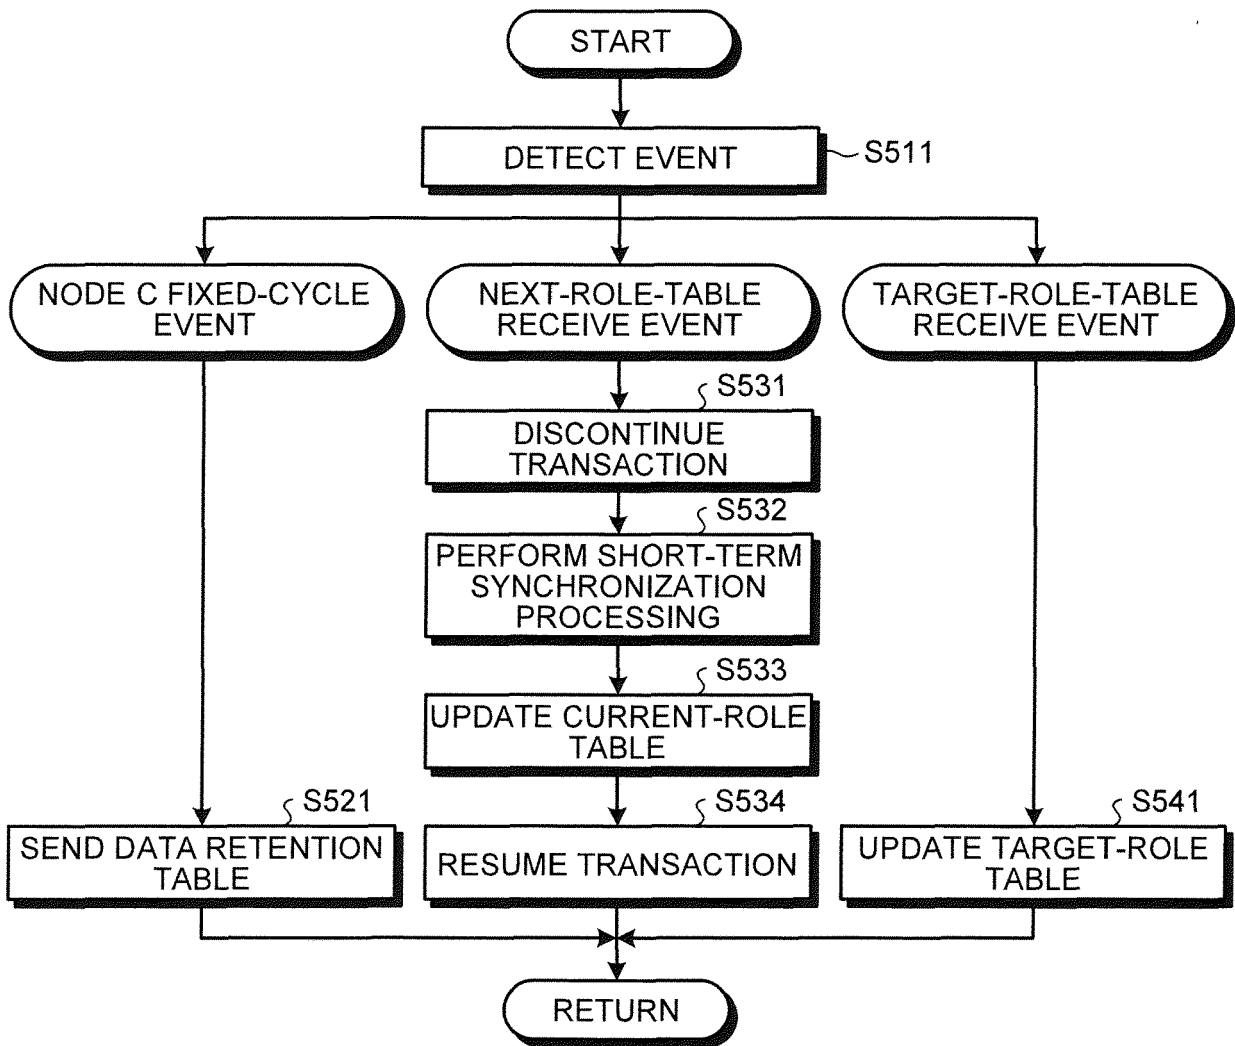 START
DETECT EVENT
S511
NODE C FIXED-CYCLE
EVENT
NEXT-ROLE-TABLE
RECEIVE EVENT
TARGET-ROLE-TABLE
RECEIVE EVENT
S531
DISCONTINUE
TRANSACTION
S532
PERFORM SHORT-TERM
SYNCHRONIZATION
PROCESSING
S533
UPDATE CURRENT-ROLE
TABLE
S521
SEND DATA RETENTION
TABLE
S534
RESUME TRANSACTION
S541
UPDATE TARGET-ROLE
TABLE
RETURN